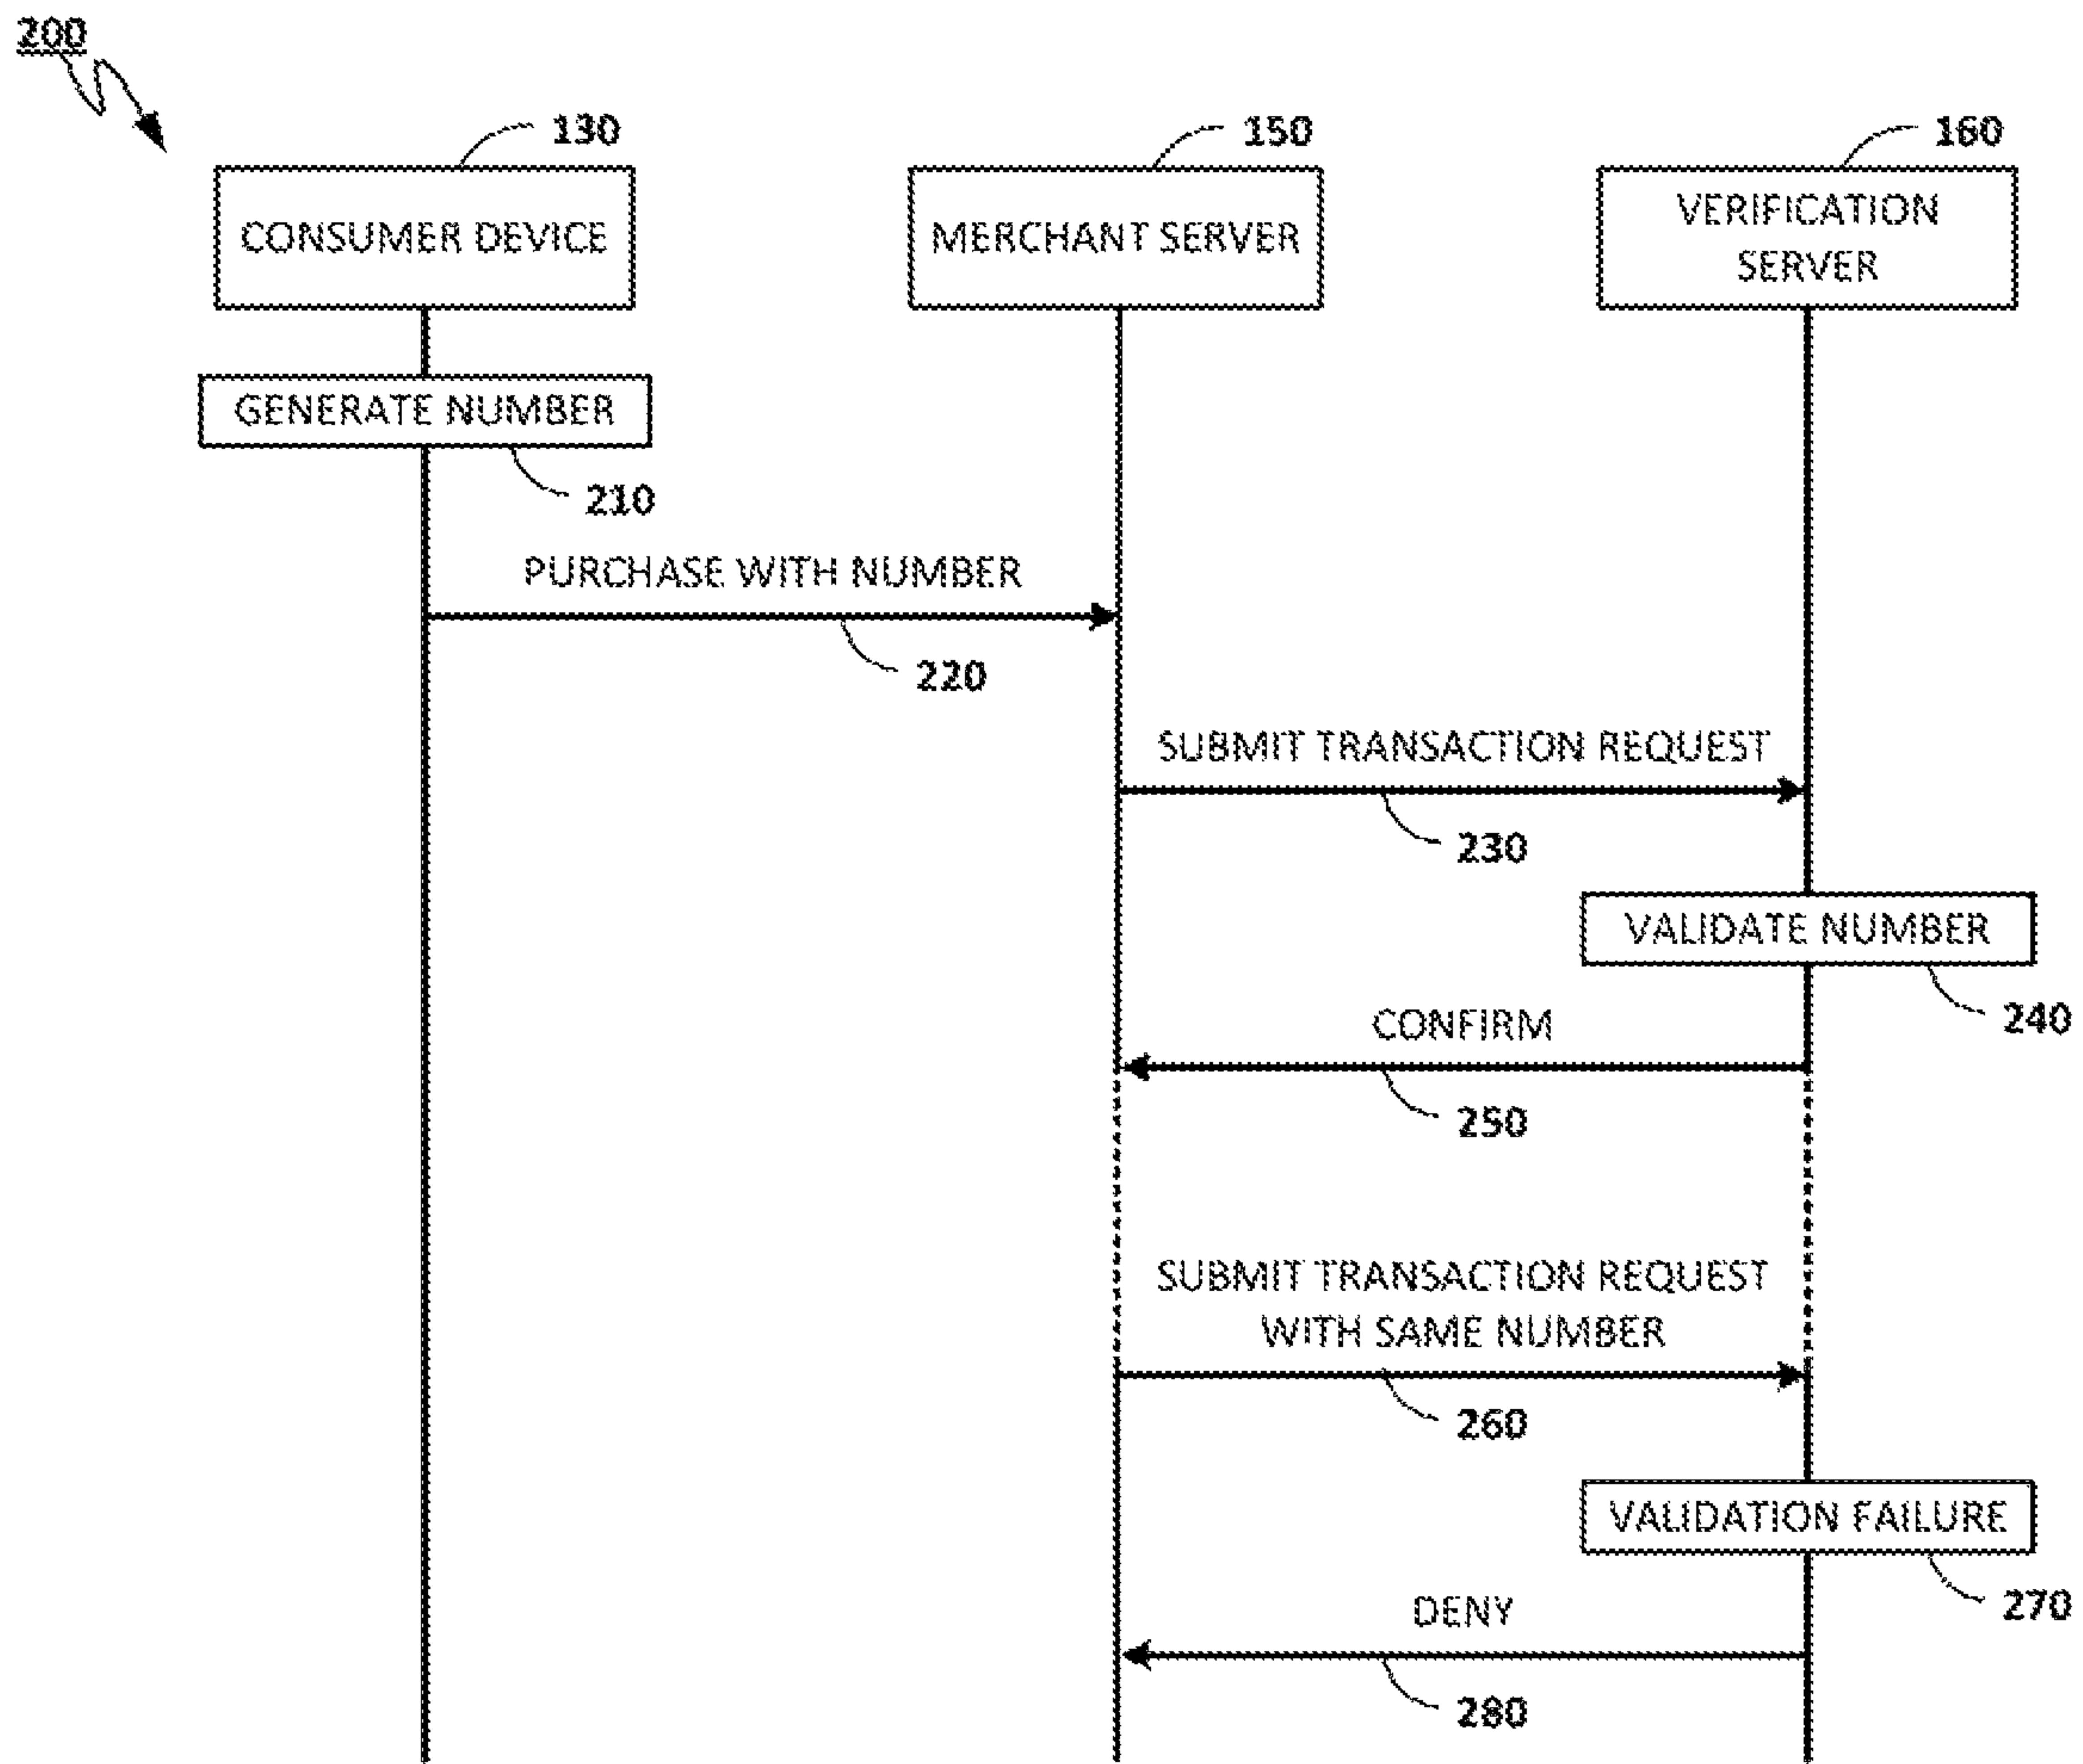 200
130
150
160
CONSUMER DEVICE
MERCHANT SERVER
VERIFICATION
SERVER
GENERATE NUMBER
210
PURCHASE WITH NUMBER
220
SUBMIT TRANSACTION REQUEST
230
VALIDATE NUMBER
240
CONFIRM
250
SUBMIT TRANSACTION REQUEST
WITH SAME NUMBER
260
VALIDATION FAILURE
270
DENY
280